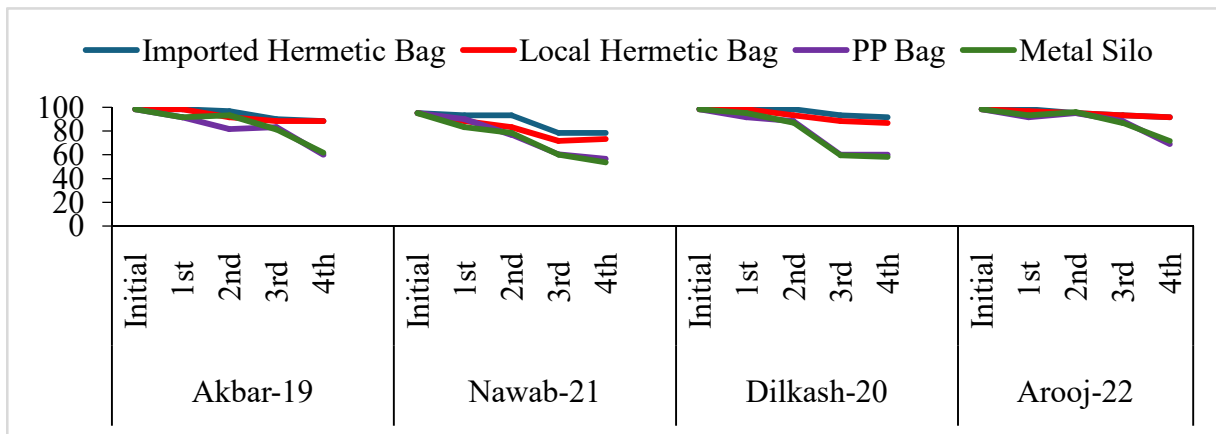 Imported Hermetic Bag Local Hermetic Bag PP Bag Metal Silo
100
80
60
40
20
0
Initial 1st 2nd 3rd 4th Initial 1st 2nd 3rd 4th Initial 1st 2nd 3rd 4th Initial 1st 2nd 3rd 4th
Akbar-19 Nawab-21 Dilkash-20 Arooj-22